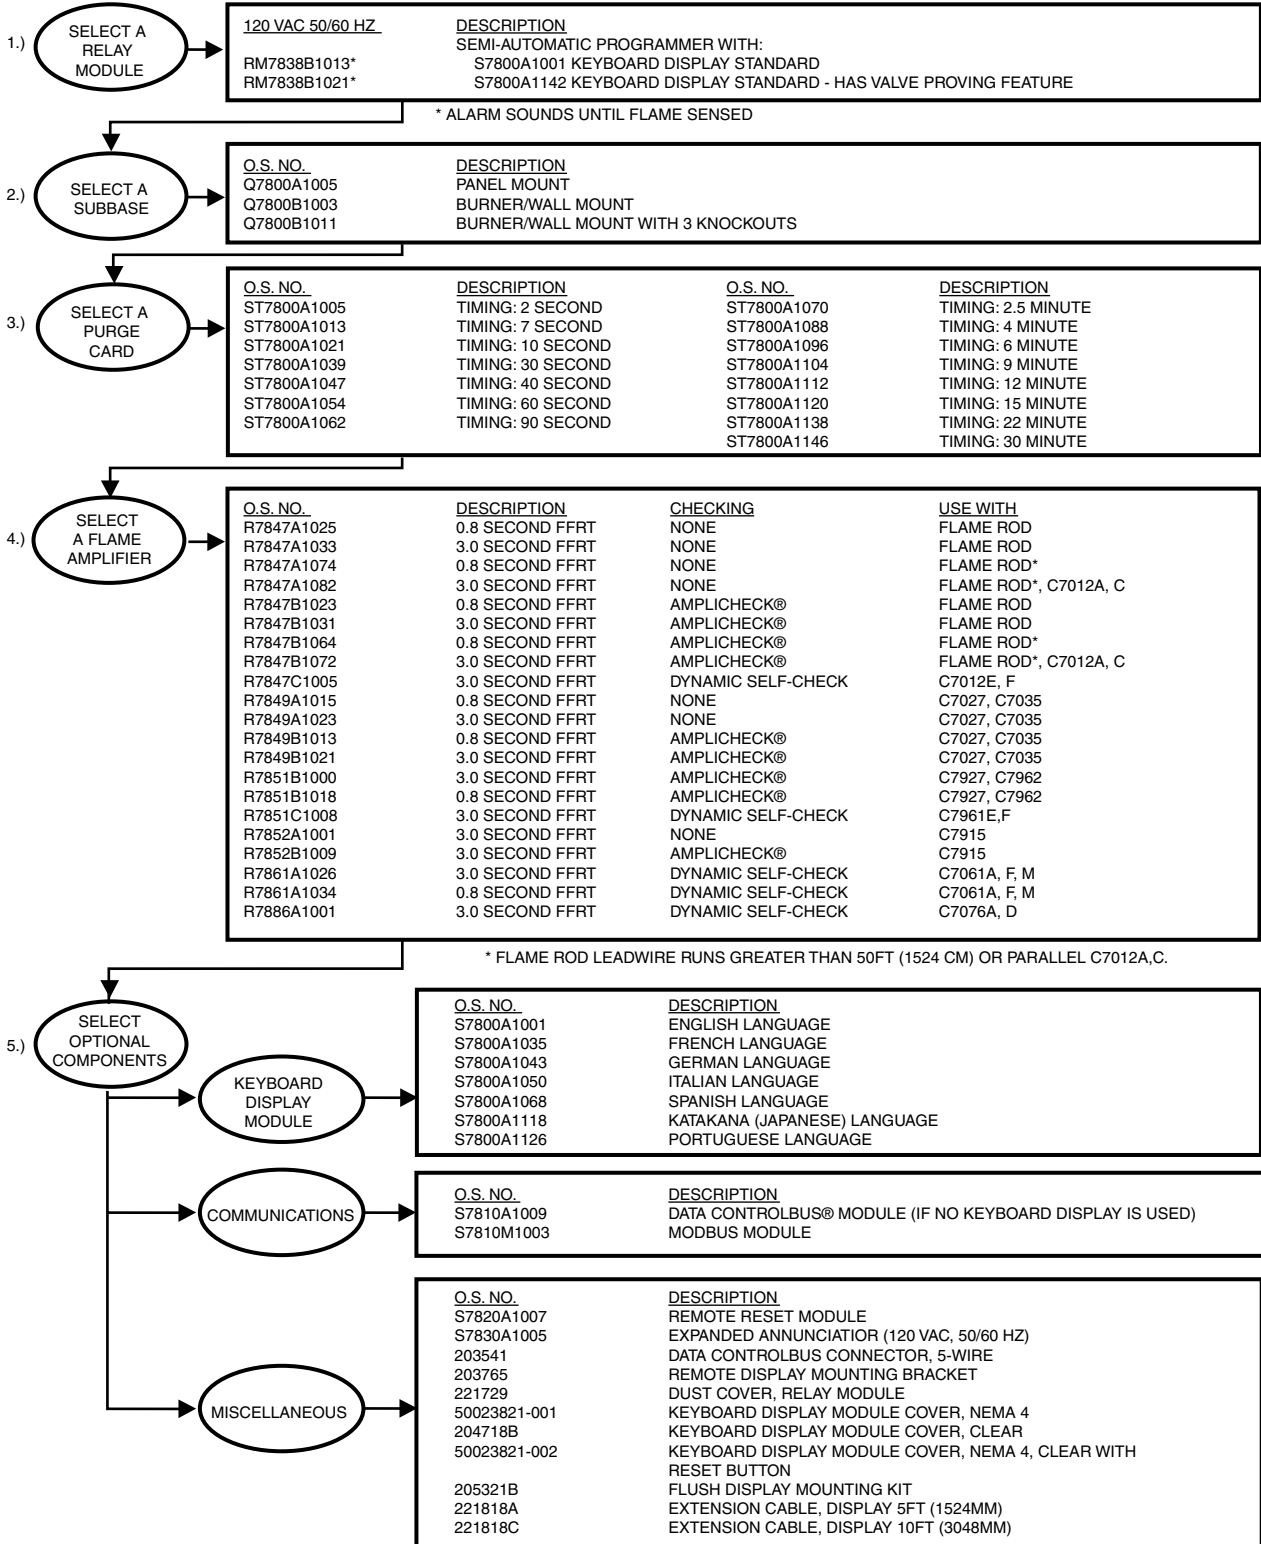 1.) SELECT A
RELAY
MODULE
120 VAC 50/60 HZ DESCRIPTION
SEMI-AUTOMATIC PROGRAMMER WITH:
RM7838B1013* S7800A1001 KEYBOARD DISPLAY STANDARD
RM7838B1021* S7800A1142 KEYBOARD DISPLAY STANDARD - HAS VALVE PROVING FEATURE
* ALARM SOUNDS UNTIL FLAME SENSED
2.) SELECT A
SUBBASE
O.S. NO. DESCRIPTION
Q7800A1005 PANEL MOUNT
Q7800B1003 BURNER/WALL MOUNT
Q7800B1011 BURNER/WALL MOUNT WITH 3 KNOCKOUTS
3.) SELECT A
PURGE
CARD
O.S. NO. DESCRIPTION O.S. NO. DESCRIPTION
ST7800A1005 TIMING: 2 SECOND ST7800A1070 TIMING: 2.5 MINUTE
ST7800A1013 TIMING: 7 SECOND ST7800A1088 TIMING: 4 MINUTE
ST7800A1021 TIMING: 10 SECOND ST7800A1096 TIMING: 6 MINUTE
ST7800A1039 TIMING: 30 SECOND ST7800A1104 TIMING: 9 MINUTE
ST7800A1047 TIMING: 40 SECOND ST7800A1112 TIMING: 12 MINUTE
ST7800A1054 TIMING: 60 SECOND ST7800A1120 TIMING: 15 MINUTE
ST7800A1062 TIMING: 90 SECOND ST7800A1138 TIMING: 22 MINUTE
ST7800A1146 TIMING: 30 MINUTE
4.) SELECT
A FLAME
AMPLIFIER
O.S. NO. DESCRIPTION CHECKING USE WITH
R7847A1025 0.8 SECOND FFRT NONE FLAME ROD
R7847A1033 3.0 SECOND FFRT NONE FLAME ROD
R7847A1074 0.8 SECOND FFRT NONE FLAME ROD*
R7847A1082 3.0 SECOND FFRT NONE FLAME ROD*, C7012A, C
R7847B1023 0.8 SECOND FFRT AMPLICHECK® FLAME ROD
R7847B1031 3.0 SECOND FFRT AMPLICHECK® FLAME ROD
R7847B1064 0.8 SECOND FFRT AMPLICHECK® FLAME ROD*
R7847B1072 3.0 SECOND FFRT AMPLICHECK® FLAME ROD*, C7012A, C
R7847C1005 3.0 SECOND FFRT DYNAMIC SELF-CHECK C7012E, F
R7849A1015 0.8 SECOND FFRT NONE C7027, C7035
R7849A1023 3.0 SECOND FFRT NONE C7027, C7035
R7849B1013 0.8 SECOND FFRT AMPLICHECK® C7027, C7035
R7849B1021 3.0 SECOND FFRT AMPLICHECK® C7027, C7035
R7851B1000 3.0 SECOND FFRT AMPLICHECK® C7927, C7962
R7851B1018 0.8 SECOND FFRT AMPLICHECK® C7927, C7962
R7851C1008 3.0 SECOND FFRT DYNAMIC SELF-CHECK C7961E,F
R7852A1001 3.0 SECOND FFRT NONE C7915
R7852B1009 3.0 SECOND FFRT AMPLICHECK® C7915
R7861A1026 3.0 SECOND FFRT DYNAMIC SELF-CHECK C7061A, F, M
R7861A1034 0.8 SECOND FFRT DYNAMIC SELF-CHECK C7061A, F, M
R7886A1001 3.0 SECOND FFRT DYNAMIC SELF-CHECK C7076A, D
* FLAME ROD LEADWIRE RUNS GREATER THAN 50FT (1524 CM) OR PARALLEL C7012A,C.
5.) SELECT
OPTIONAL
COMPONENTS
KEYBOARD
DISPLAY
MODULE
O.S. NO. DESCRIPTION
S7800A1001 ENGLISH LANGUAGE
S7800A1035 FRENCH LANGUAGE
S7800A1043 GERMAN LANGUAGE
S7800A1050 ITALIAN LANGUAGE
S7800A1068 SPANISH LANGUAGE
S7800A1118 KATAKANA (JAPANESE) LANGUAGE
S7800A1126 PORTUGUESE LANGUAGE
COMMUNICATIONS
O.S. NO. DESCRIPTION
S7810A1009 DATA CONTROLBUS® MODULE (IF NO KEYBOARD DISPLAY IS USED)
S7810M1003 MODBUS MODULE
MISCELLANEOUS
O.S. NO. DESCRIPTION
S7820A1007 REMOTE RESET MODULE
S7830A1005 EXPANDED ANNUNCIATIOR (120 VAC, 50/60 HZ)
203541 DATA CONTROLBUS CONNECTOR, 5-WIRE
203765 REMOTE DISPLAY MOUNTING BRACKET
221729 DUST COVER, RELAY MODULE
50023821-001 KEYBOARD DISPLAY MODULE COVER, NEMA 4
204718B KEYBOARD DISPLAY MODULE COVER, CLEAR
50023821-002 KEYBOARD DISPLAY MODULE COVER, NEMA 4, CLEAR WITH
RESET BUTTON
205321B FLUSH DISPLAY MOUNTING KIT
221818A EXTENSION CABLE, DISPLAY 5FT (1524MM)
221818C EXTENSION CABLE, DISPLAY 10FT (3048MM)